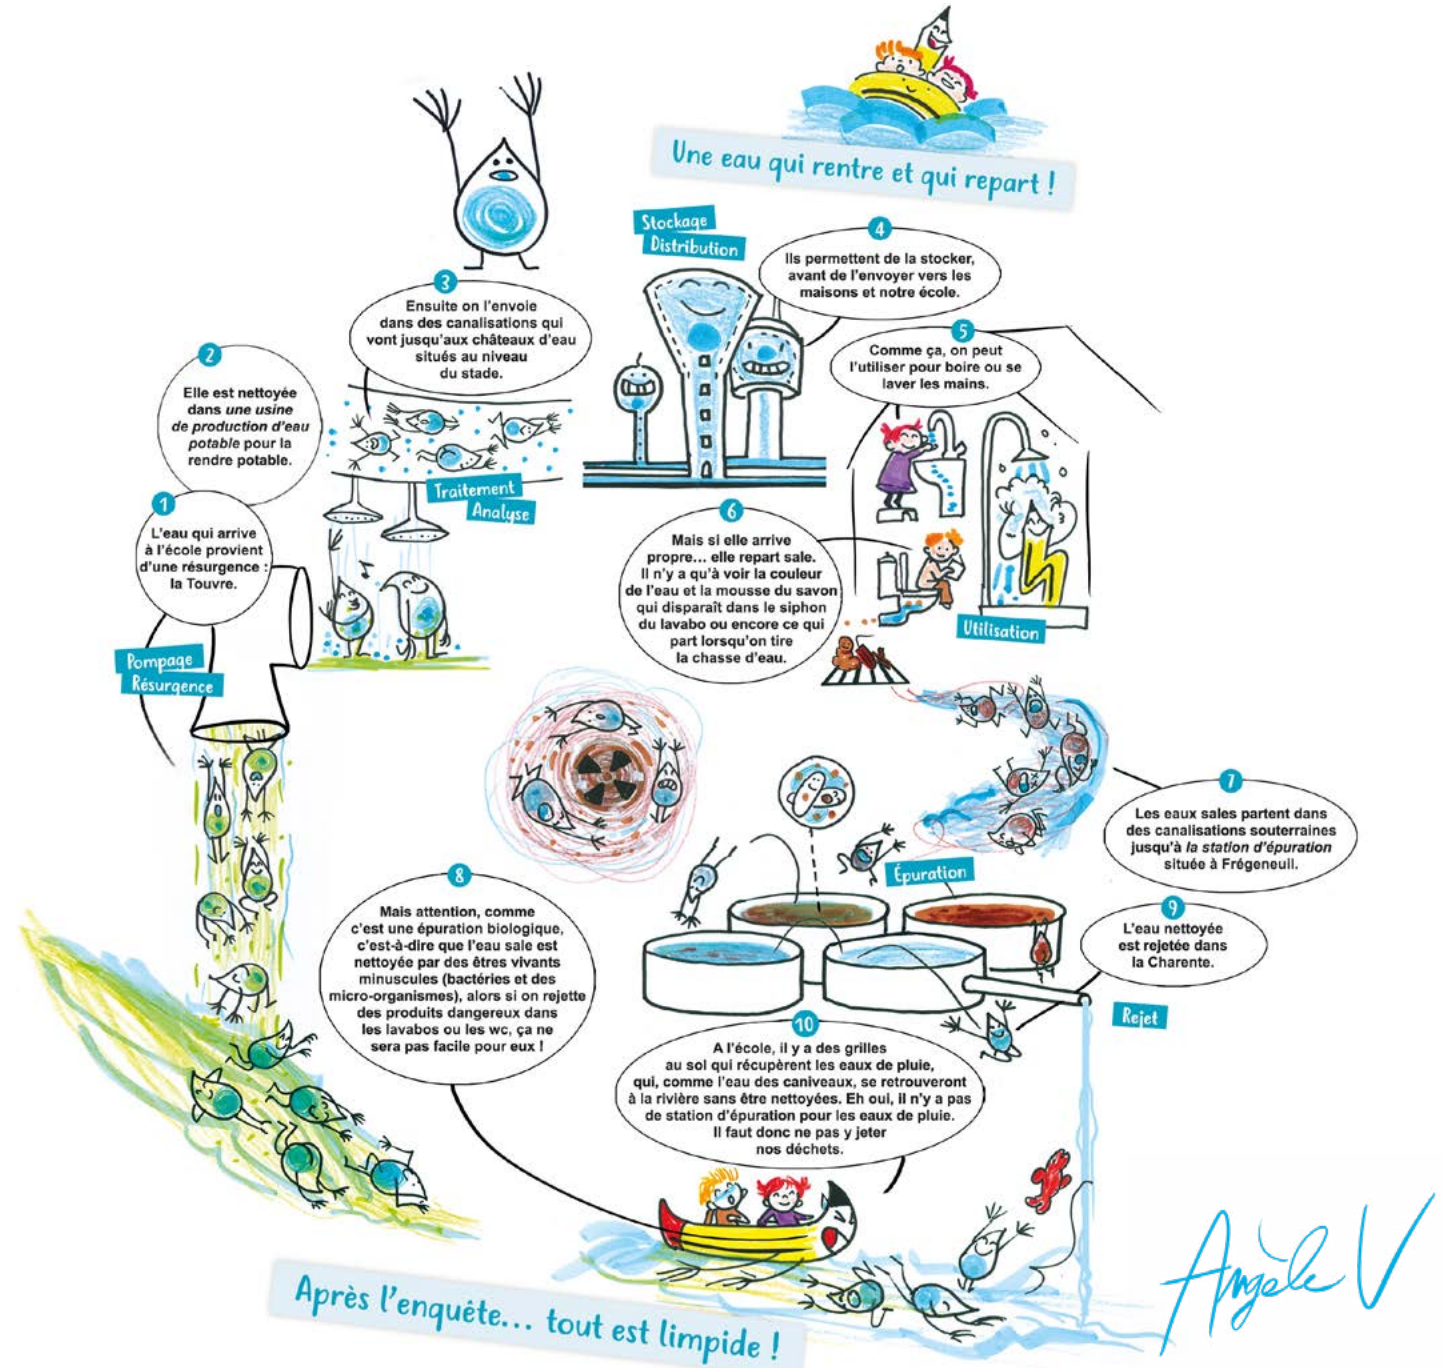 Une eau qui rentre et qui repart !
Stockage
Distribution
4
Ils permettent de la stocker,
avant de l'envoyer vers les
maisons et notre école.
3
Ensuite on l'envoie
dans des canalisations qui
vont jusqu'aux châteaux d'eau
situés au niveau
du stade.
5
Comme ça, on peut
l'utiliser pour boire ou se
laver les mains.
2
Elle est nettoyée
dans une usine
de production d'eau
potable pour la
rendre potable.
Traitement
Analyse
1
L'eau qui arrive
à l'école provient
d'une résurgence :
la Touvre.
6
Mais si elle arrive
propre... elle repart sale.
Il n'y a qu'à voir la couleur
de l'eau et la mousse du savon
qui disparaît dans le siphon
du lavabo ou encore ce qui
part lorsqu'on tire
la chasse d'eau.
Utilisation
Pompage
Résurgence
7
Les eaux sales partent dans
des canalisations souterraines
jusqu'à la station d'épuration
située à Frégeneuil.
Épuration
8
Mais attention, comme
c'est une épuration biologique,
c'est-à-dire que l'eau sale est
nettoyée par des êtres vivants
minuscules (bactéries et des
micro-organismes), alors si on rejette
des produits dangereux dans
les lavabos ou les wc, ça ne
sera pas facile pour eux !
9
L'eau nettoyée
est rejetée dans
la Charente.
Rejet
10
A l'école, il y a des grilles
au sol qui récupèrent les eaux de pluie,
qui, comme l'eau des caniveaux, se retrouveront
à la rivière sans être nettoyées. Eh oui, il n'y a pas
de station d'épuration pour les eaux de pluie.
Il faut donc ne pas y jeter
nos déchets.
Après l'enquête... tout est limpide !
Angèle V